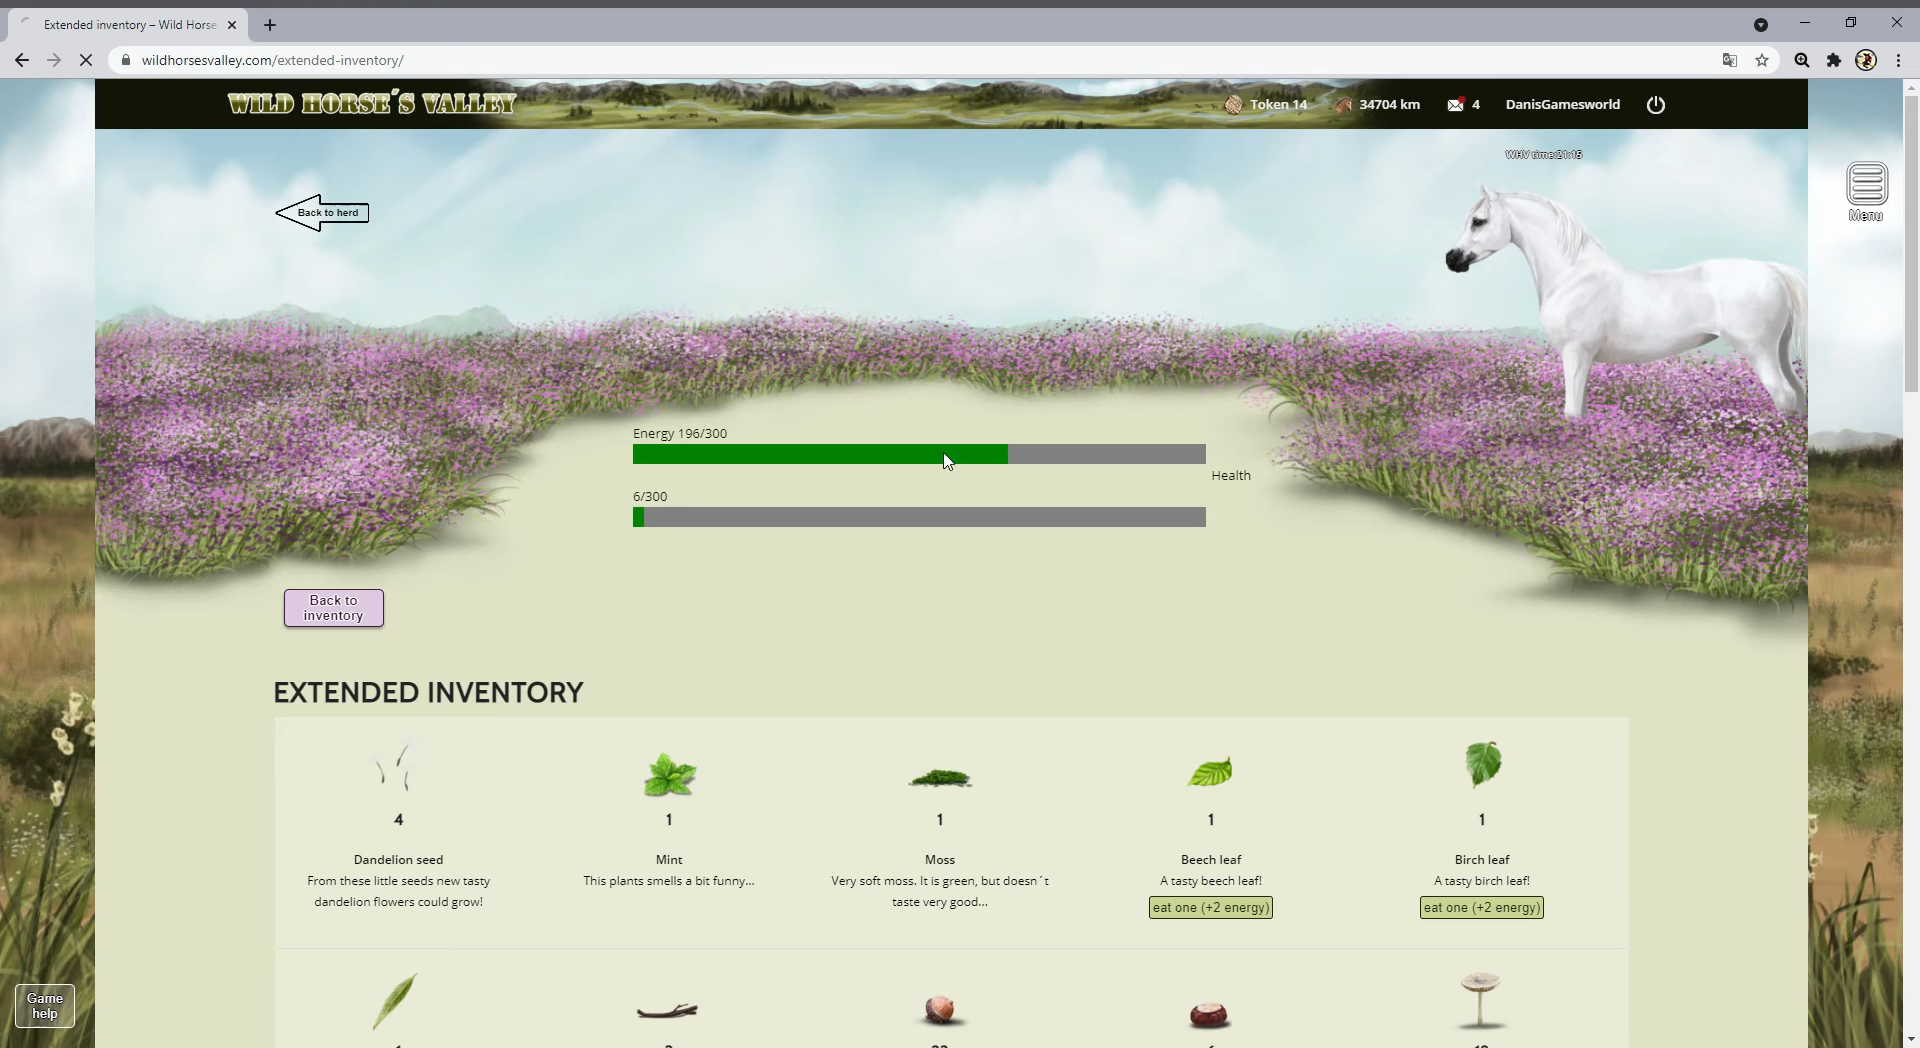 Extended inventory – Wild Horse
wildhorsesvalley.com/extended-inventory/
WILD HORSE´S VALLEY
Token 14
34704 km
4
DanisGamesworld
WHV time:21:15
Back to herd
Menu
Energy 196/300
Health
6/300
Back to
inventory
EXTENDED INVENTORY
4
1
1
1
1
Dandelion seed
Mint
Moss
Beech leaf
Birch leaf
From these little seeds new tasty
dandelion flowers could grow!
This plants smells a bit funny...
Very soft moss. It is green, but doesn´t
taste very good...
A tasty beech leaf!
A tasty birch leaf!
eat one (+2 energy)
eat one (+2 energy)
Game
help